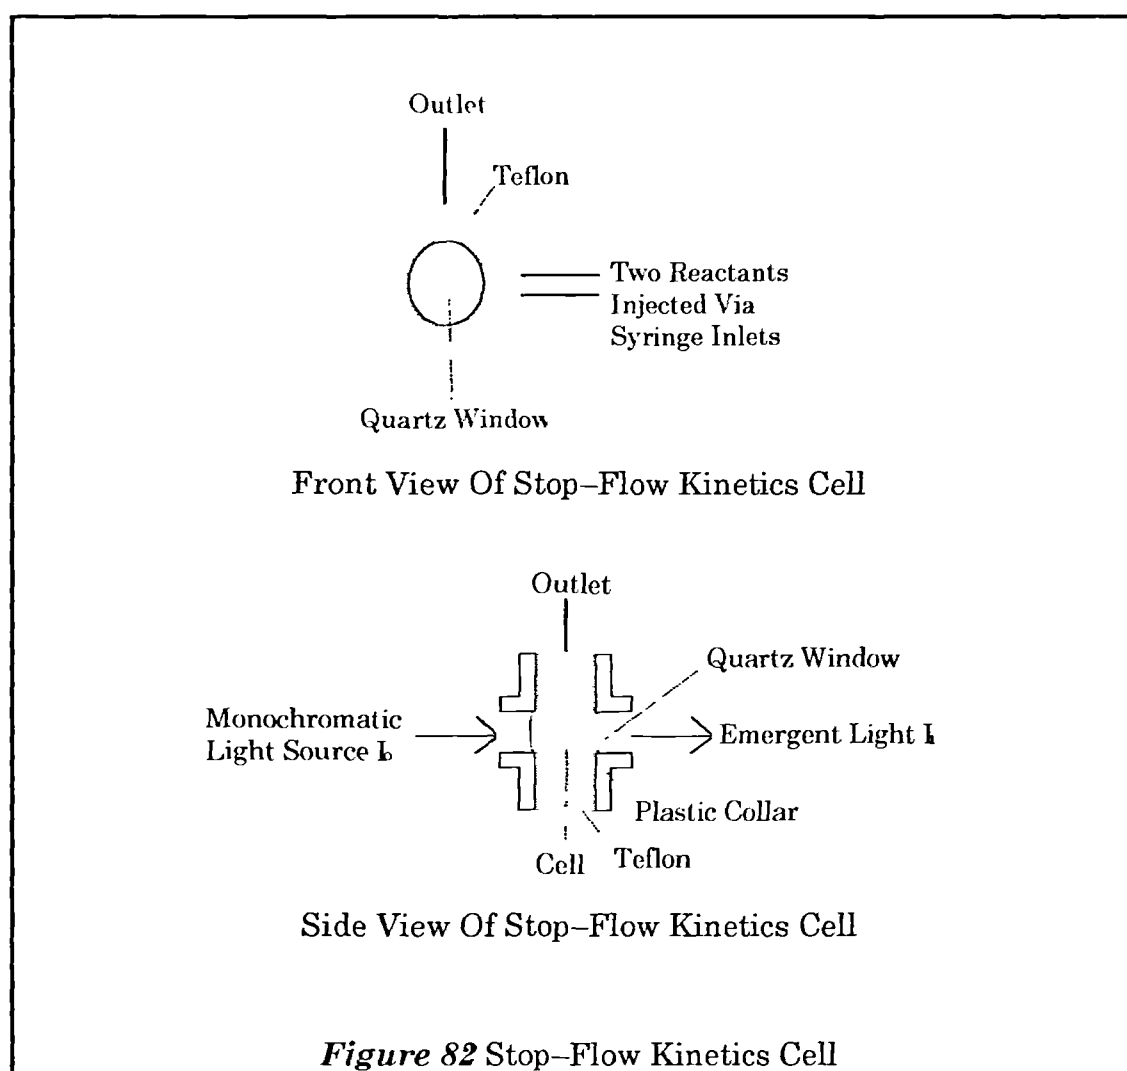 Outlet
Teflon
Two Reactants
Injected Via
Syringe Inlets
Quartz Window
Front View Of Stop–Flow Kinetics Cell
Outlet
Quartz Window
Monochromatic
Light Source I₀
Emergent Light I
Plastic Collar
Teflon
Cell
Side View Of Stop–Flow Kinetics Cell
Figure 82 Stop–Flow Kinetics Cell